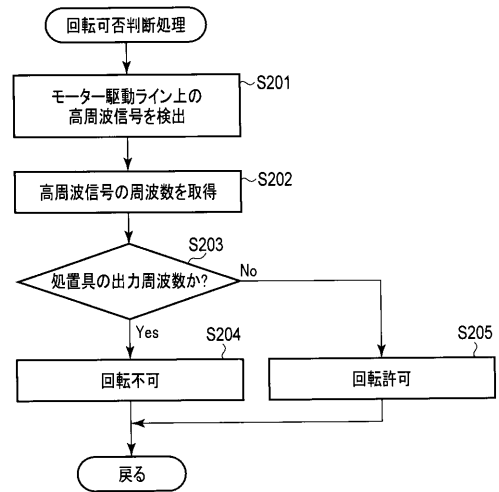 回転可否判断処理
S201
モーター駆動ライン上の
高周波信号を検出
S202
高周波信号の周波数を取得
S203
処置具の出力周波数か?
No
Yes
S204
回転不可
S205
回転許可
戻る